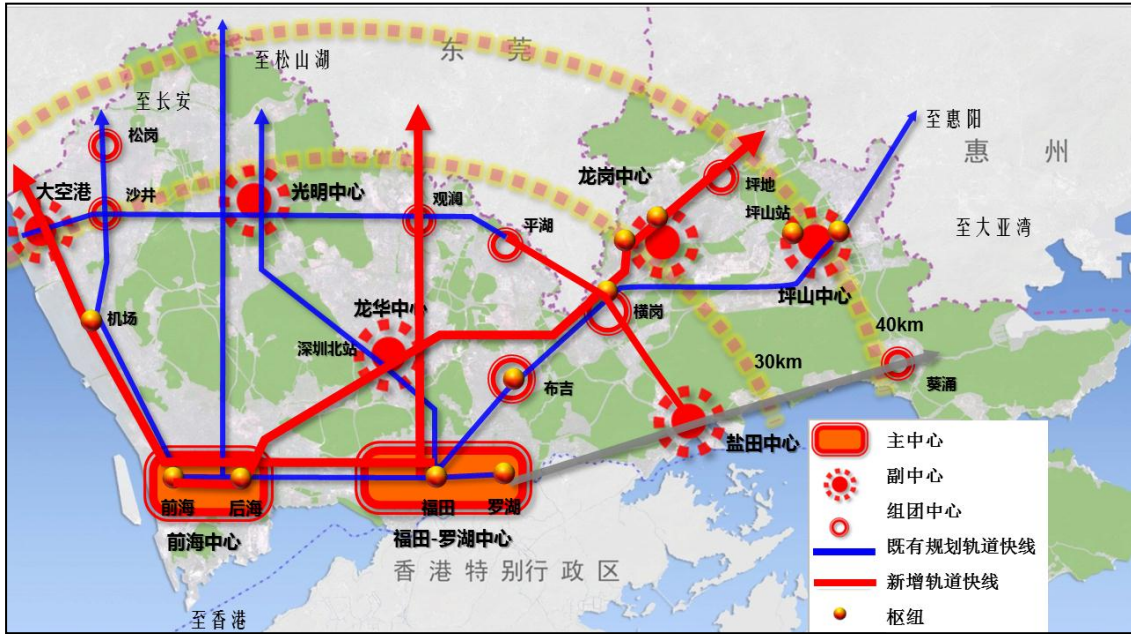 至松山湖
东 莞
至长安
松岗
至惠阳
惠 州
大空港
沙井
光明中心
观澜
龙岗中心
坪地
坪山站
平湖
至大亚湾
机场
龙华中心
深圳北站
横岗
坪山中心
40km
30km
布吉
葵涌
盐田中心
前海
后海
福田
罗湖
前海中心
福田-罗湖中心
香港特别行政区
至香港
主中心
副中心
组团中心
既有规划轨道快线
新增轨道快线
枢纽